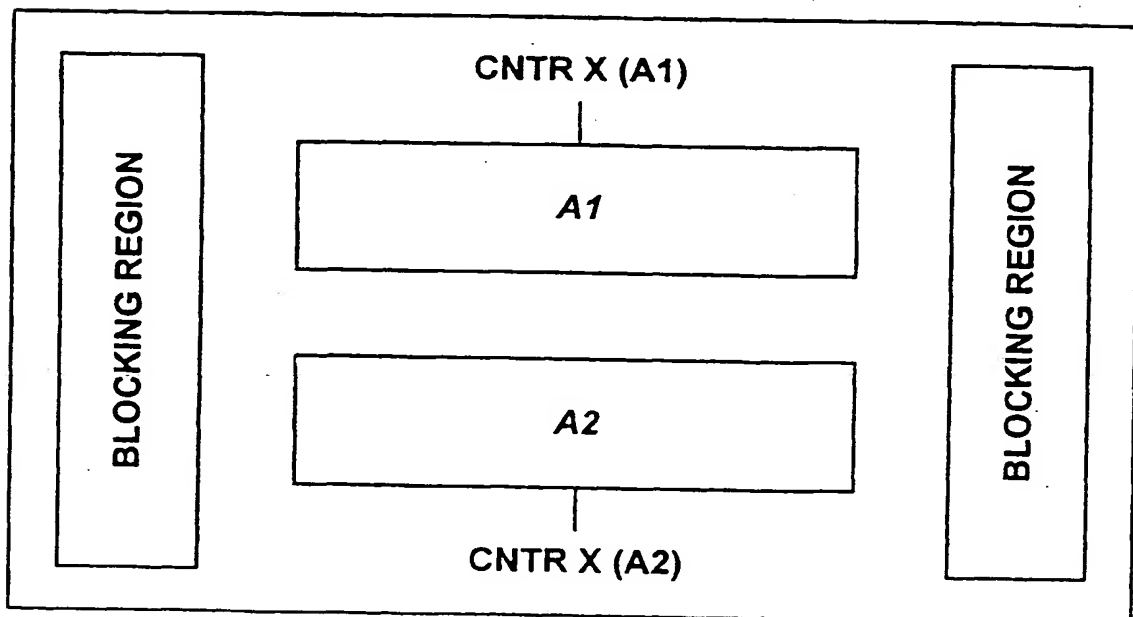 CNTR X (A1)
BLOCKING REGION
A1
BLOCKING REGION
A2
CNTR X (A2)